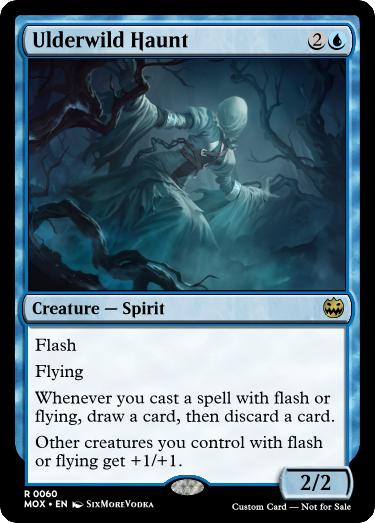 Ulderwild Haunt 2
Creature — Spirit
Flash
Flying
Whenever you cast a spell with flash or
flying, draw a card, then discard a card.
Other creatures you control with flash
or flying get +1/+1.
2/2
R 0060
MOX • EN SixMoreVodka
Custom Card — Not for Sale